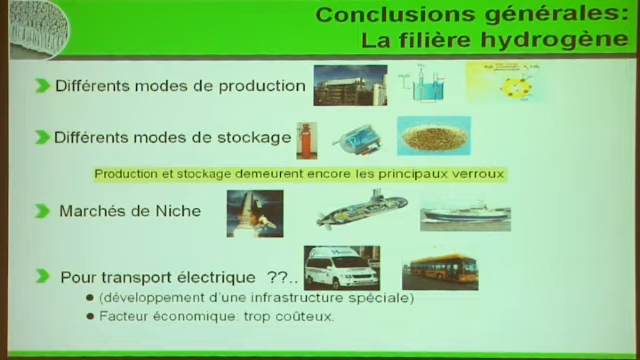 Conclusions générales:
La filière hydrogène
Différents modes de production
Différents modes de stockage
Production et stockage demeurent encore les principaux verroux
Marchés de Niche
Pour transport électrique ??..
(développement d'une infrastructure spéciale)
Facteur économique: trop coûteux.